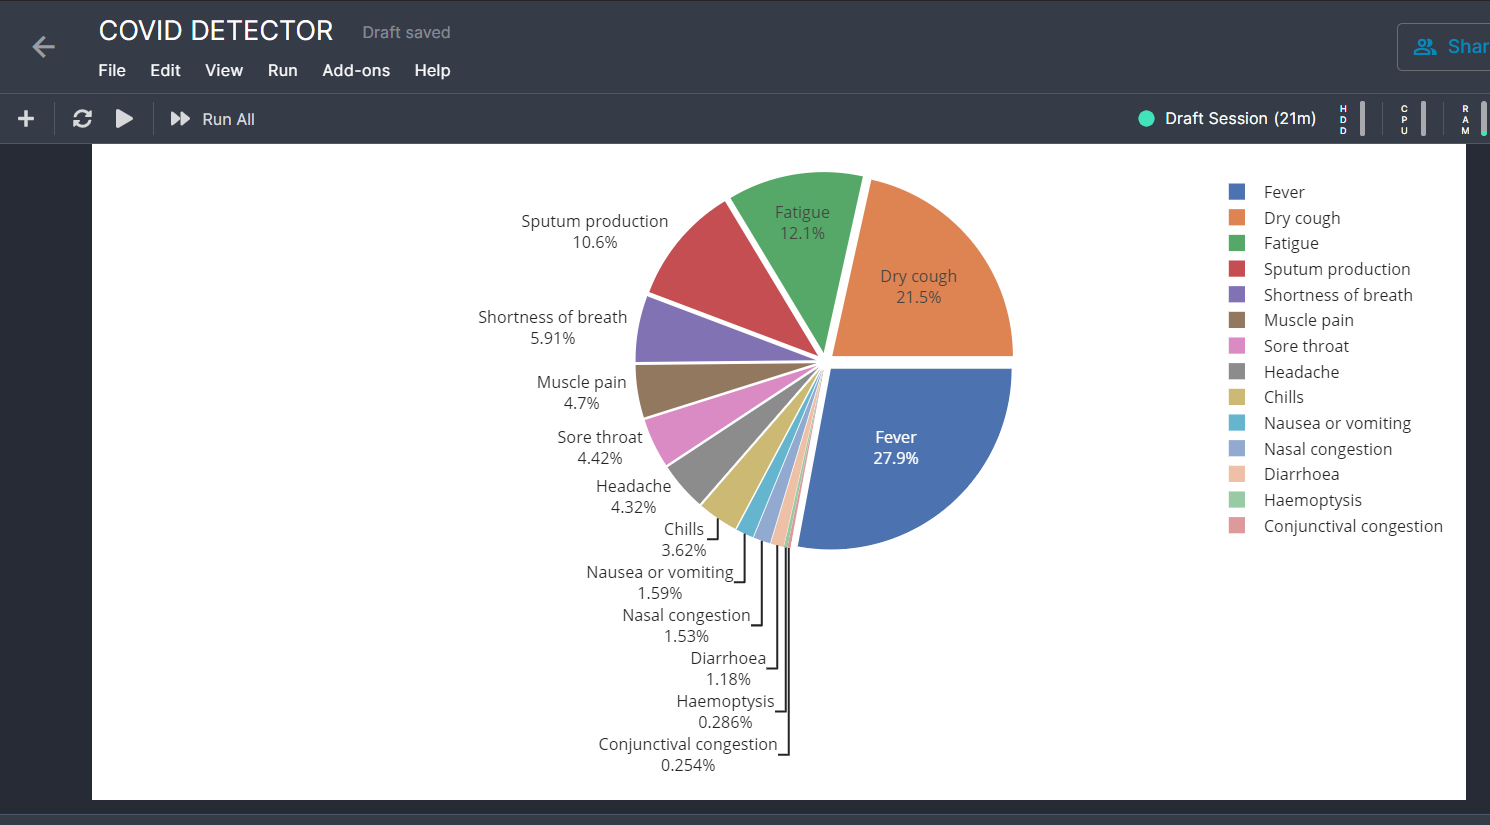 COVID DETECTOR Draft saved
File Edit View Run Add-ons Help
Shar
Run All
Draft Session (21m)
HDD
CPU
RAM
Fatigue
12.1%
Dry cough
21.5%
Fever
27.9%
Sputum production
10.6%
Shortness of breath
5.91%
Muscle pain
4.7%
Sore throat
4.42%
Headache
4.32%
Chills
3.62%
Nausea or vomiting
1.59%
Nasal congestion
1.53%
Diarrhoea
1.18%
Haemoptysis
0.286%
Conjunctival congestion
0.254%
Fever
Dry cough
Fatigue
Sputum production
Shortness of breath
Muscle pain
Sore throat
Headache
Chills
Nausea or vomiting
Nasal congestion
Diarrhoea
Haemoptysis
Conjunctival congestion